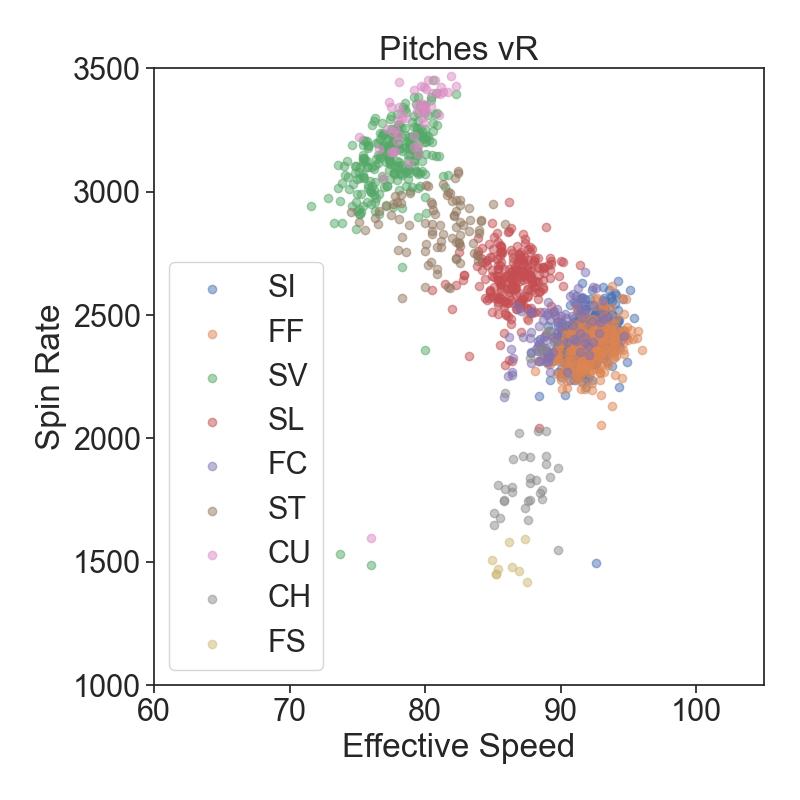 Pitches vR
3500
3000
2500
2000
1500
1000
Spin Rate
SI
FF
SV
SL
FC
ST
CU
CH
FS
60 70 80 90 100
Effective Speed